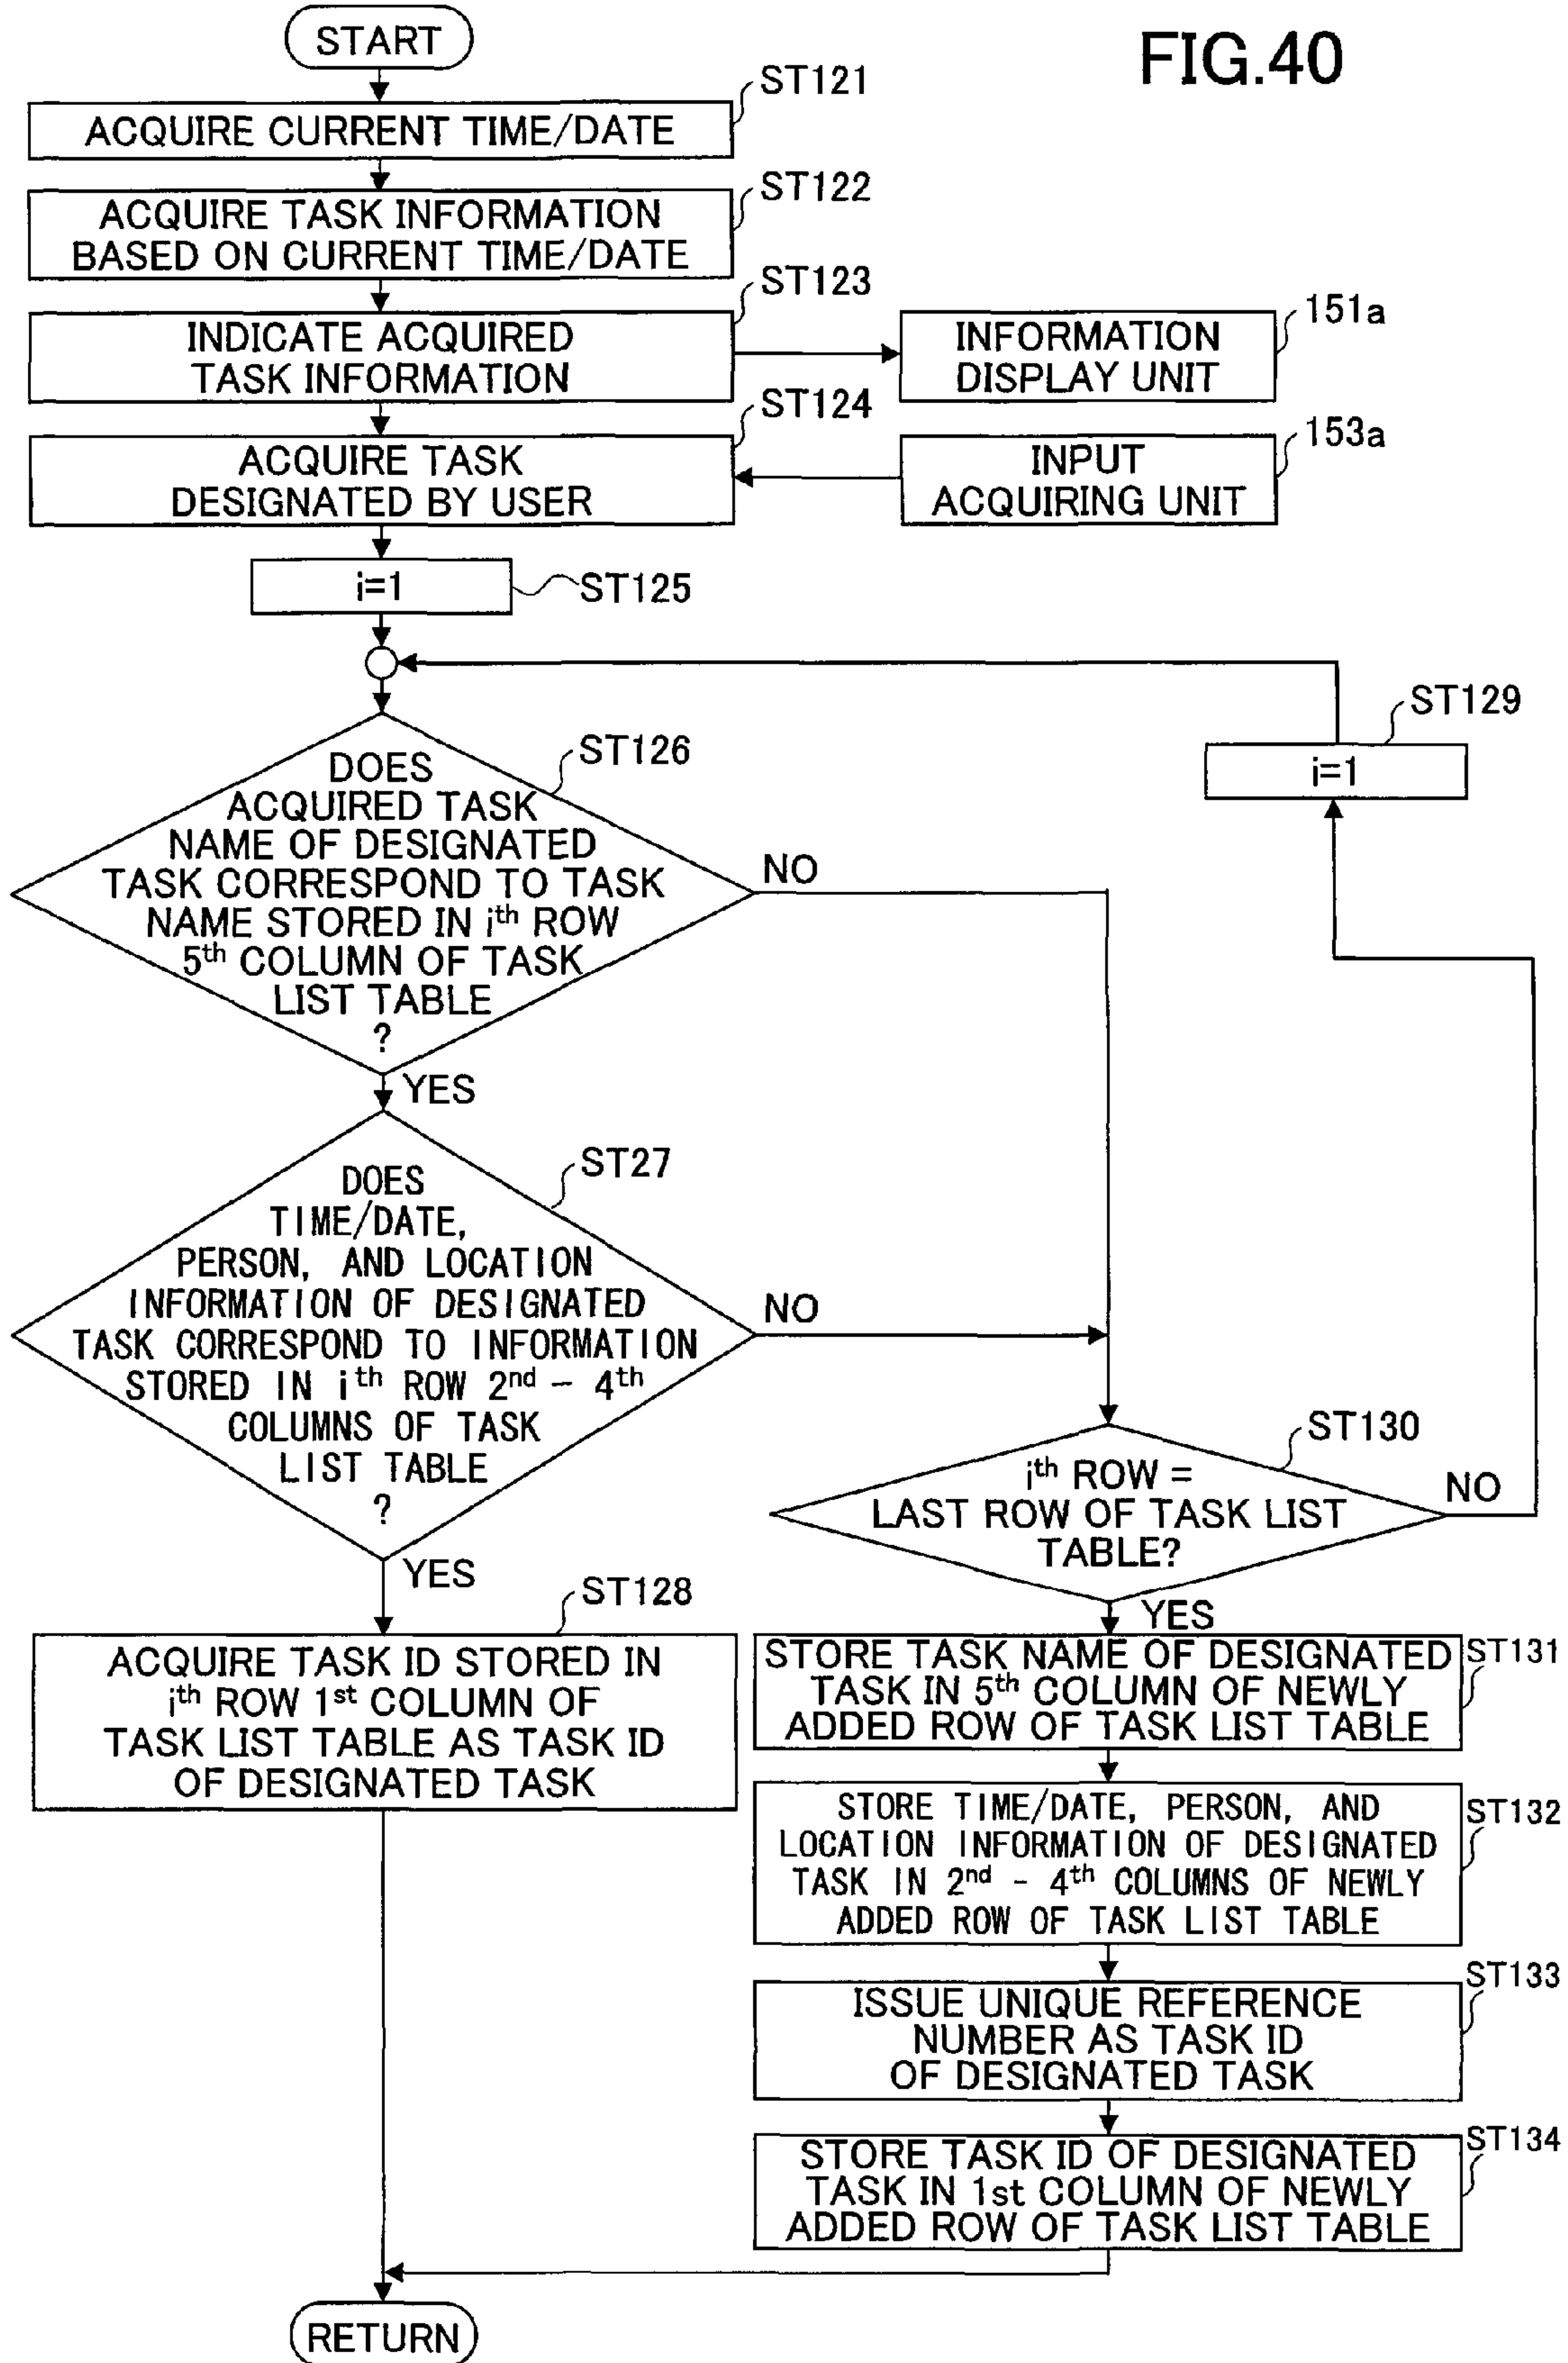 START
FIG.40
ST121
ACQUIRE CURRENT TIME/DATE
ST122
ACQUIRE TASK INFORMATION
BASED ON CURRENT TIME/DATE
ST123
INDICATE ACQUIRED
TASK INFORMATION
151a
INFORMATION
DISPLAY UNIT
ST124
ACQUIRE TASK
DESIGNATED BY USER
153a
INPUT
ACQUIRING UNIT
i=1
ST125
ST129
i=1
ST126
DOES
ACQUIRED TASK
NAME OF DESIGNATED
TASK CORRESPOND TO TASK
NAME STORED IN ith ROW
5th COLUMN OF TASK
LIST TABLE
?
NO
YES
ST27
DOES
TIME/DATE,
PERSON, AND LOCATION
INFORMATION OF DESIGNATED
TASK CORRESPOND TO INFORMATION
STORED IN ith ROW 2nd - 4th
COLUMNS OF TASK
LIST TABLE
?
NO
YES
ST130
ith ROW =
LAST ROW OF TASK LIST
TABLE?
NO
YES
ST128
ACQUIRE TASK ID STORED IN
ith ROW 1st COLUMN OF
TASK LIST TABLE AS TASK ID
OF DESIGNATED TASK
STORE TASK NAME OF DESIGNATED
TASK IN 5th COLUMN OF NEWLY
ADDED ROW OF TASK LIST TABLE
ST131
STORE TIME/DATE, PERSON, AND
LOCATION INFORMATION OF DESIGNATED
TASK IN 2nd - 4th COLUMNS OF NEWLY
ADDED ROW OF TASK LIST TABLE
ST132
ISSUE UNIQUE REFERENCE
NUMBER AS TASK ID
OF DESIGNATED TASK
ST133
STORE TASK ID OF DESIGNATED
TASK IN 1st COLUMN OF NEWLY
ADDED ROW OF TASK LIST TABLE
ST134
RETURN